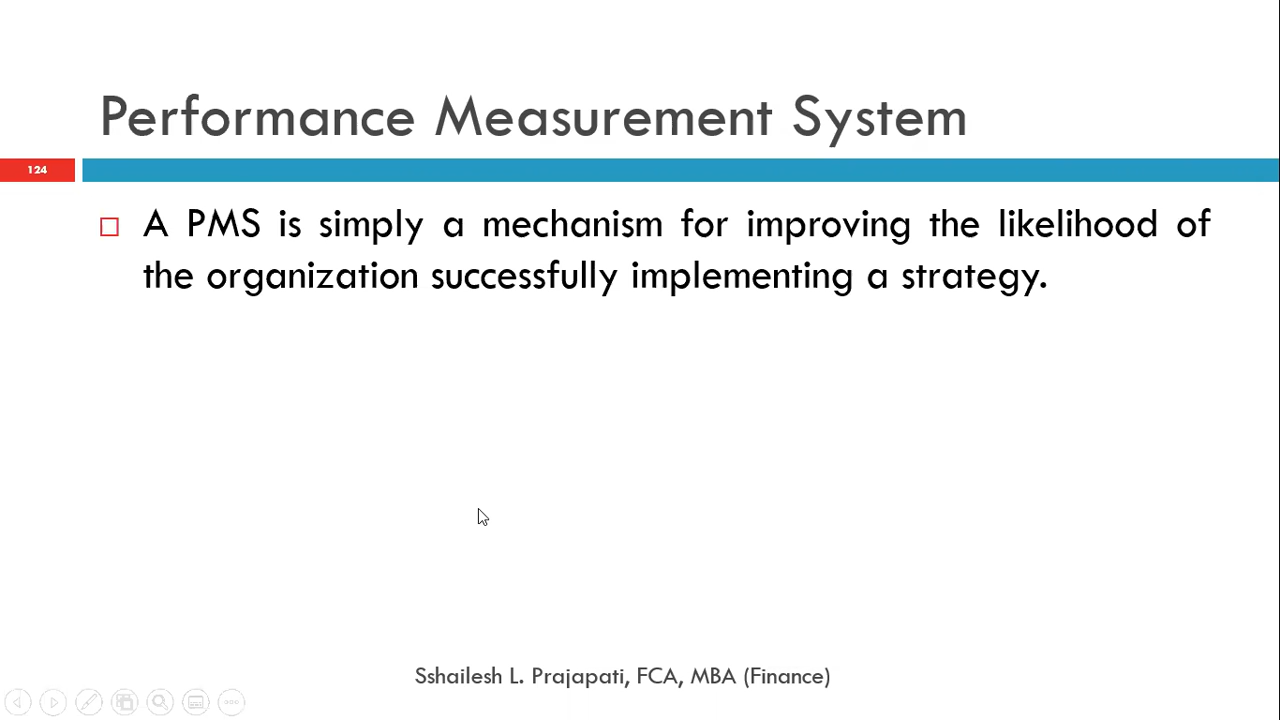 Performance Measurement System
124
A PMS is simply a mechanism for improving the likelihood of
the organization successfully implementing a strategy.
Sshailesh L. Prajapati, FCA, MBA (Finance)